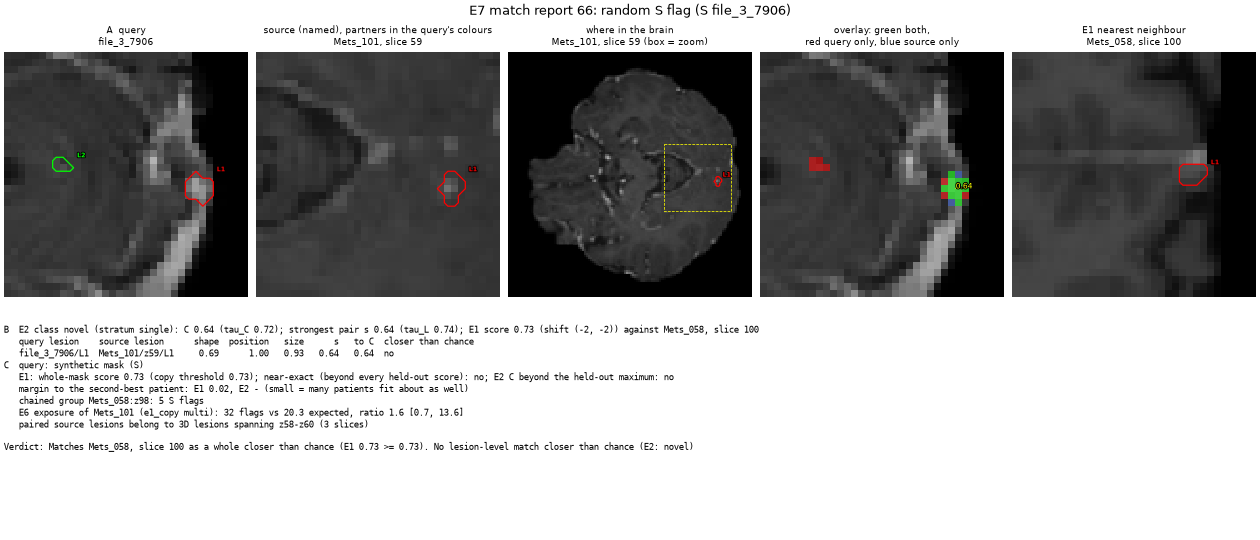 E7 match report 66: random S flag (S file_3_7906)
A query
file_3_7906
source (named), partners in the query's colours
Mets_101, slice 59
where in the brain
Mets_101, slice 59 (box = zoom)
overlay: green both,
red query only, blue source only
E1 nearest neighbour
Mets_058, slice 100
L2
L1
L1
L1
0.64
L1
B E2 class novel (stratum single): C 0.64 (tau_C 0.72); strongest pair s 0.64 (tau_L 0.74); E1 score 0.73 (shift (-2, -2)) against Mets_058, slice 100
query lesion source lesion shape position size s to C closer than chance
file_3_7906/L1 Mets_101/z59/L1 0.69 1.00 0.93 0.64 0.64 no
C query: synthetic mask (S)
E1: whole-mask score 0.73 (copy threshold 0.73); near-exact (beyond every held-out score): no; E2 C beyond the held-out maximum: no
margin to the second-best patient: E1 0.02, E2 - (small = many patients fit about as well)
chained group Mets_058:z98: 5 S flags
E6 exposure of Mets_101 (e1_copy multi): 32 flags vs 20.3 expected, ratio 1.6 [0.7, 13.6]
paired source lesions belong to 3D lesions spanning z58-z60 (3 slices)
Verdict: Matches Mets_058, slice 100 as a whole closer than chance (E1 0.73 >= 0.73). No lesion-level match closer than chance (E2: novel)